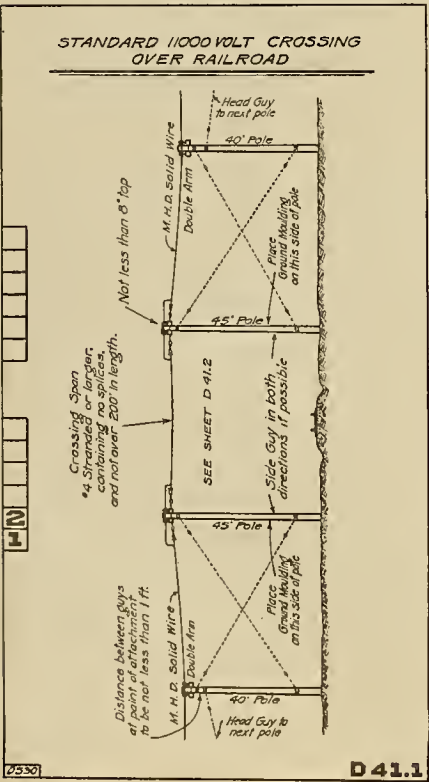 STANDARD 11000 VOLT CROSSING
OVER RAILROAD
Head Guy
to next pole
40' Pole
M.H.D. Solid Wire
Double Arm
Not less than 8" top
Place
Ground Moulding
on this side of pole
45' Pole
Crossing Span
#4 Stranded or larger,
containing no splices,
and not over 200' in length.
SEE SHEET D 41.2
Side Guy in both
directions if possible
45' Pole
Place
Ground Moulding
on this side of pole
Distance between guys
at point of attachment
to be not less than 1 ft.
M.H.D. Solid Wire
Double Arm
40' Pole
Head Guy to
next pole
D 41.1